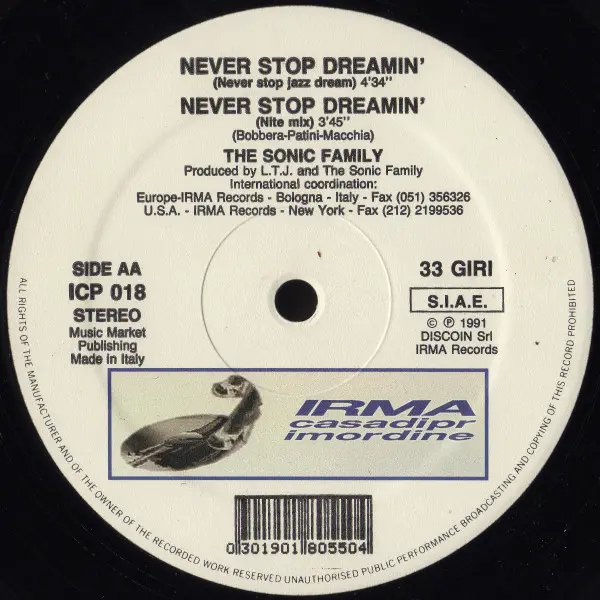 NEVER STOP DREAMIN'
(Never stop jazz dream) 4'34"
NEVER STOP DREAMIN'
(Nite mix) 3'45"
(Bobbera-Patini-Macchia)
THE SONIC FAMILY
Produced by L.T.J. and The Sonic Family
International coordination:
Europe-IRMA Records - Bologna - Italy - Fax (051) 356326
U.S.A. - IRMA Records - New York - Fax (212) 2199536
SIDE AA
ICP 018
STEREO
Music Market
Publishing
Made in Italy
33 GIRI
S.I.A.E.
© ℗ 1991
DISCOIN Srl
IRMA Records
IRMA
casadipr
imordine
0 301901 805504
ALL RIGHTS OF THE MANUFACTURER AND OF THE OWNER OF THE RECORDED WORK RESERVED UNAUTHORISED PUBLIC PERFORMANCE BROADCASTING AND COPYING OF THIS RECORD PROHIBITED